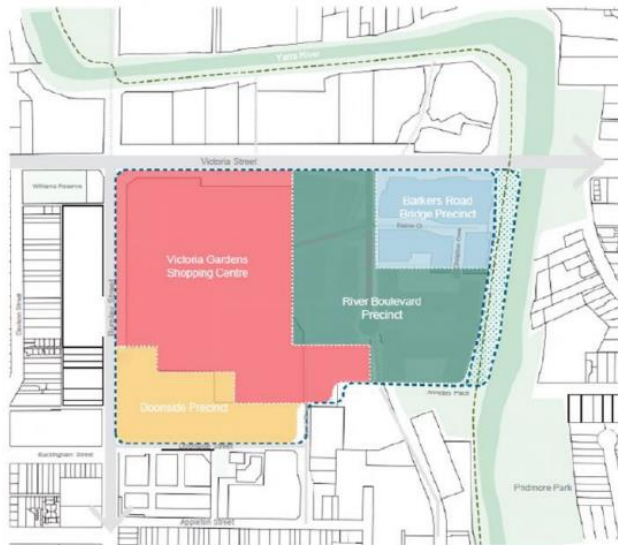 Yarra River
Victoria Street
Williams Reserve
Barkers Road
Bridge Precinct
Victoria Gardens
Shopping Centre
Burnley Street
River Boulevard
Precinct
Doonside Precinct
Buckingham Street
Appleton Street
Pridmore Park